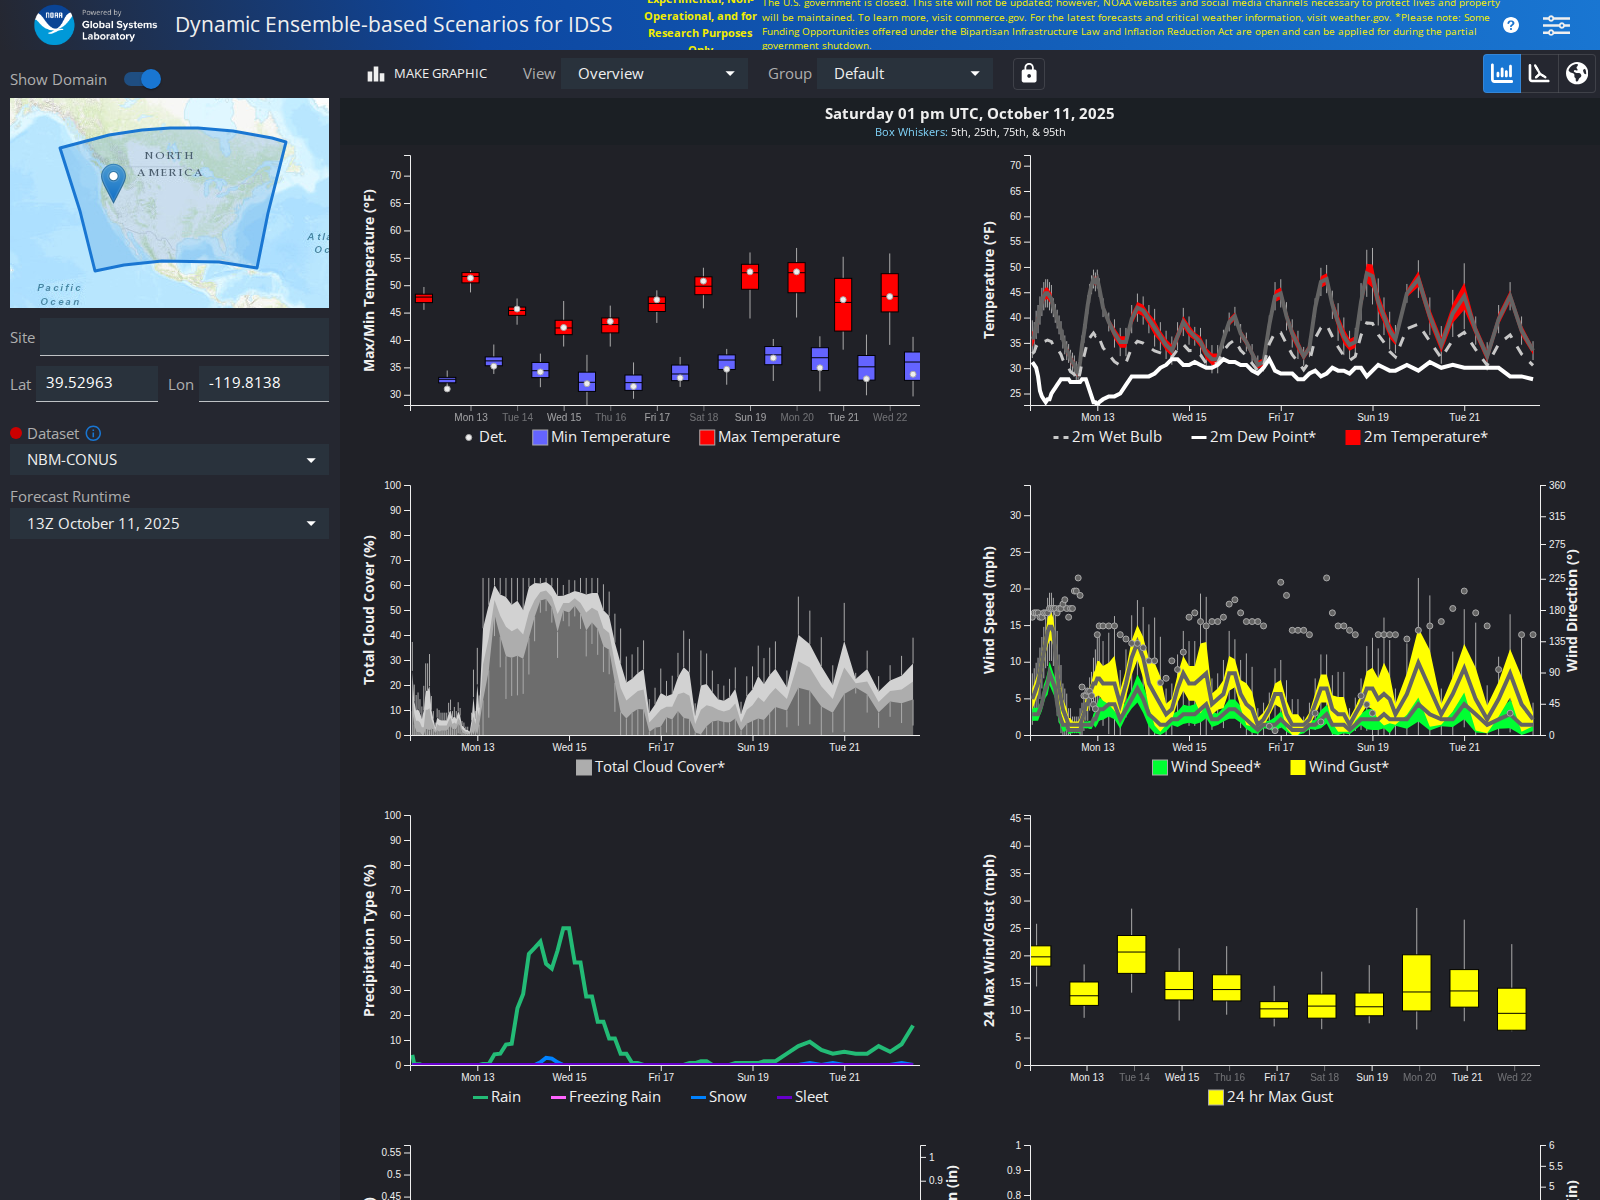 NOAA
Powered by
Global Systems
Laboratory
Dynamic Ensemble-based Scenarios for IDSS
Experimental, Non-
Operational, and for
Research Purposes
Only
The U.S. government is closed. This site will not be updated; however, NOAA websites and social media channels necessary to protect lives and property
will be maintained. To learn more, visit commerce.gov. For the latest forecasts and critical weather information, visit weather.gov. *Please note: Some
Funding Opportunities offered under the Bipartisan Infrastructure Law and Inflation Reduction Act are open and can be applied for during the partial
government shutdown.
?
Show Domain
MAKE GRAPHIC
View
Overview
Group
Default
NORTH
AMERICA
Atla
Oc
Pacific
Ocean
Site
Lat
39.52963
Lon
-119.8138
Dataset
NBM-CONUS
Forecast Runtime
13Z October 11, 2025
Saturday 01 pm UTC, October 11, 2025
Box Whiskers: 5th, 25th, 75th, & 95th
Max/Min Temperature (°F)
70
65
60
55
50
45
40
35
30
Mon 13
Tue 14
Wed 15
Thu 16
Fri 17
Sat 18
Sun 19
Mon 20
Tue 21
Wed 22
Det.
Min Temperature
Max Temperature
Temperature (°F)
70
65
60
55
50
45
40
35
30
25
Mon 13
Wed 15
Fri 17
Sun 19
Tue 21
2m Wet Bulb
2m Dew Point*
2m Temperature*
Total Cloud Cover (%)
100
90
80
70
60
50
40
30
20
10
0
Mon 13
Wed 15
Fri 17
Sun 19
Tue 21
Total Cloud Cover*
Wind Speed (mph)
30
25
20
15
10
5
0
360
315
275
225
180
135
90
45
0
Wind Direction (°)
Mon 13
Wed 15
Fri 17
Sun 19
Tue 21
Wind Speed*
Wind Gust*
Precipitation Type (%)
100
90
80
70
60
50
40
30
20
10
0
Mon 13
Wed 15
Fri 17
Sun 19
Tue 21
Rain
Freezing Rain
Snow
Sleet
24 Max Wind/Gust (mph)
45
40
35
30
25
20
15
10
5
0
Mon 13
Tue 14
Wed 15
Thu 16
Fri 17
Sat 18
Sun 19
Mon 20
Tue 21
Wed 22
24 hr Max Gust
0.55
0.5
0.45
1
0.9
n (in)
1
0.9
0.8
6
5.5
5
in)